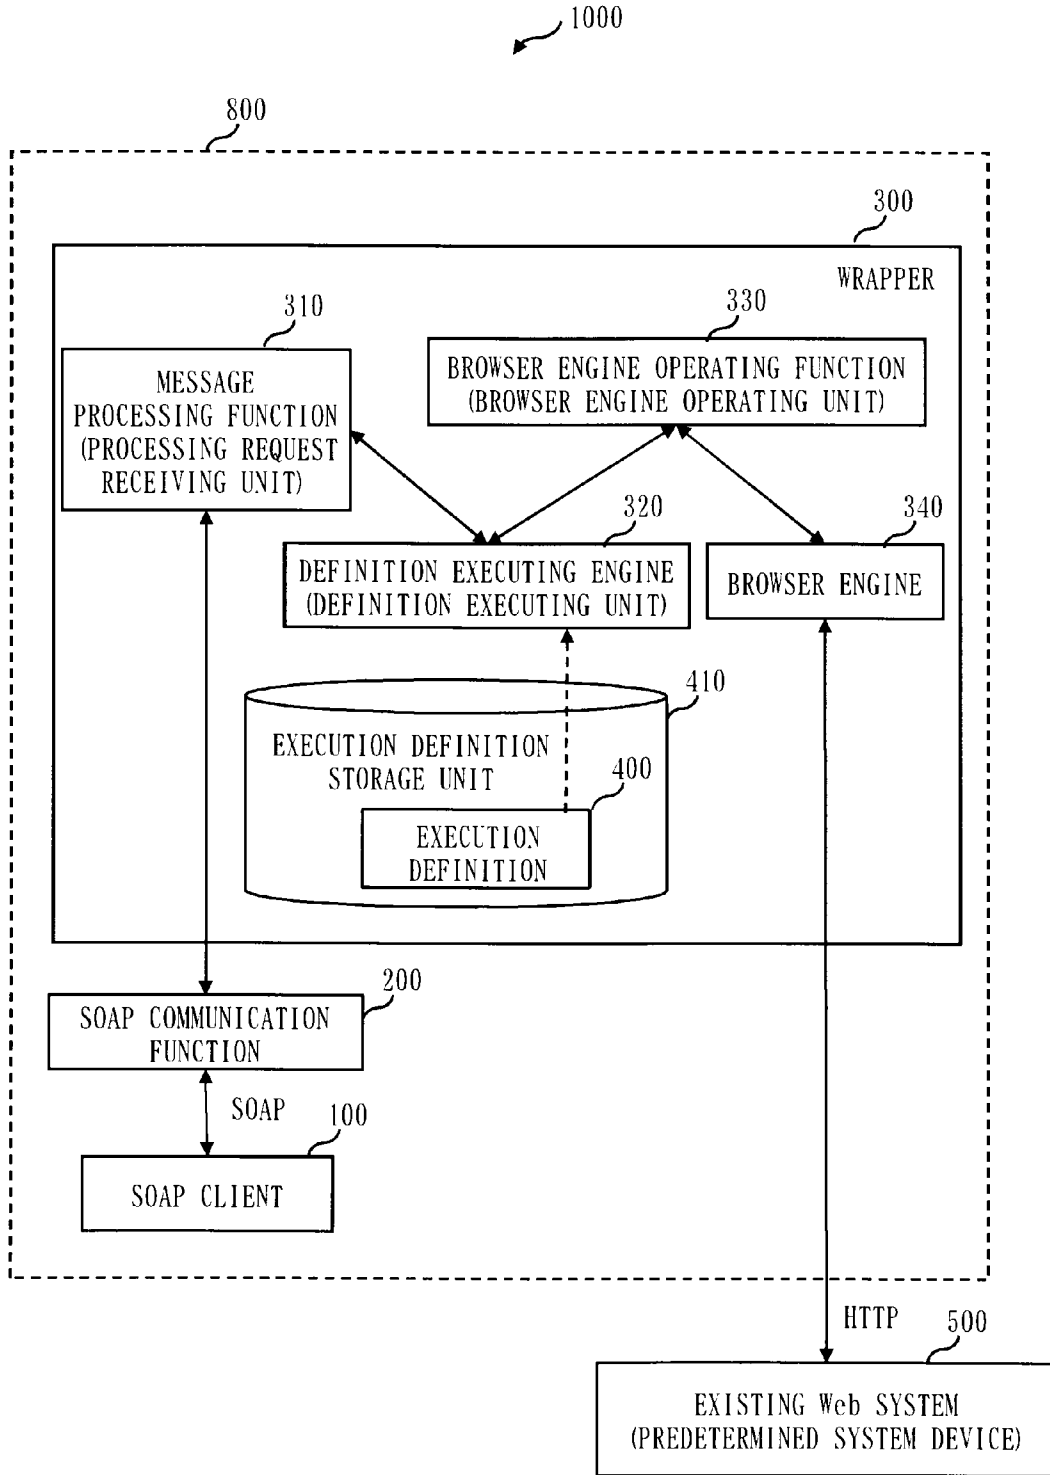 1000
800
300
WRAPPER
310
330
MESSAGE
PROCESSING FUNCTION
(PROCESSING REQUEST
RECEIVING UNIT)
BROWSER ENGINE OPERATING FUNCTION
(BROWSER ENGINE OPERATING UNIT)
320
340
DEFINITION EXECUTING ENGINE
(DEFINITION EXECUTING UNIT)
BROWSER ENGINE
410
EXECUTION DEFINITION
STORAGE UNIT
400
EXECUTION
DEFINITION
200
SOAP COMMUNICATION
FUNCTION
SOAP
100
SOAP CLIENT
HTTP
500
EXISTING Web SYSTEM
(PREDETERMINED SYSTEM DEVICE)